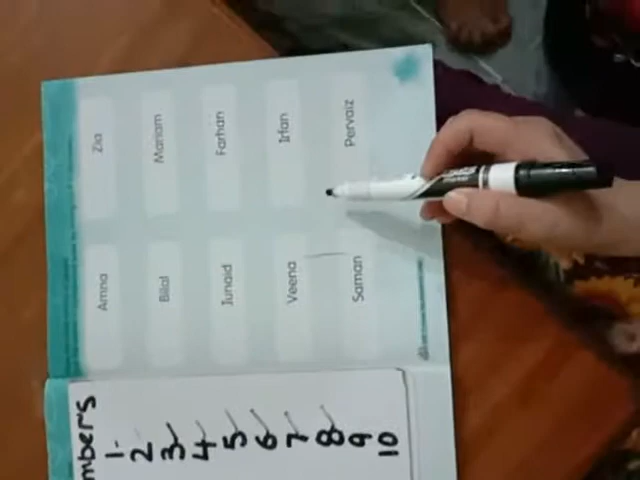 mbers
1
2
3
4
5
6
7
8
9
10
Amna Zia
Bilal Mariam
Junaid Farhan
Veena Irfan
Saman Pervaiz